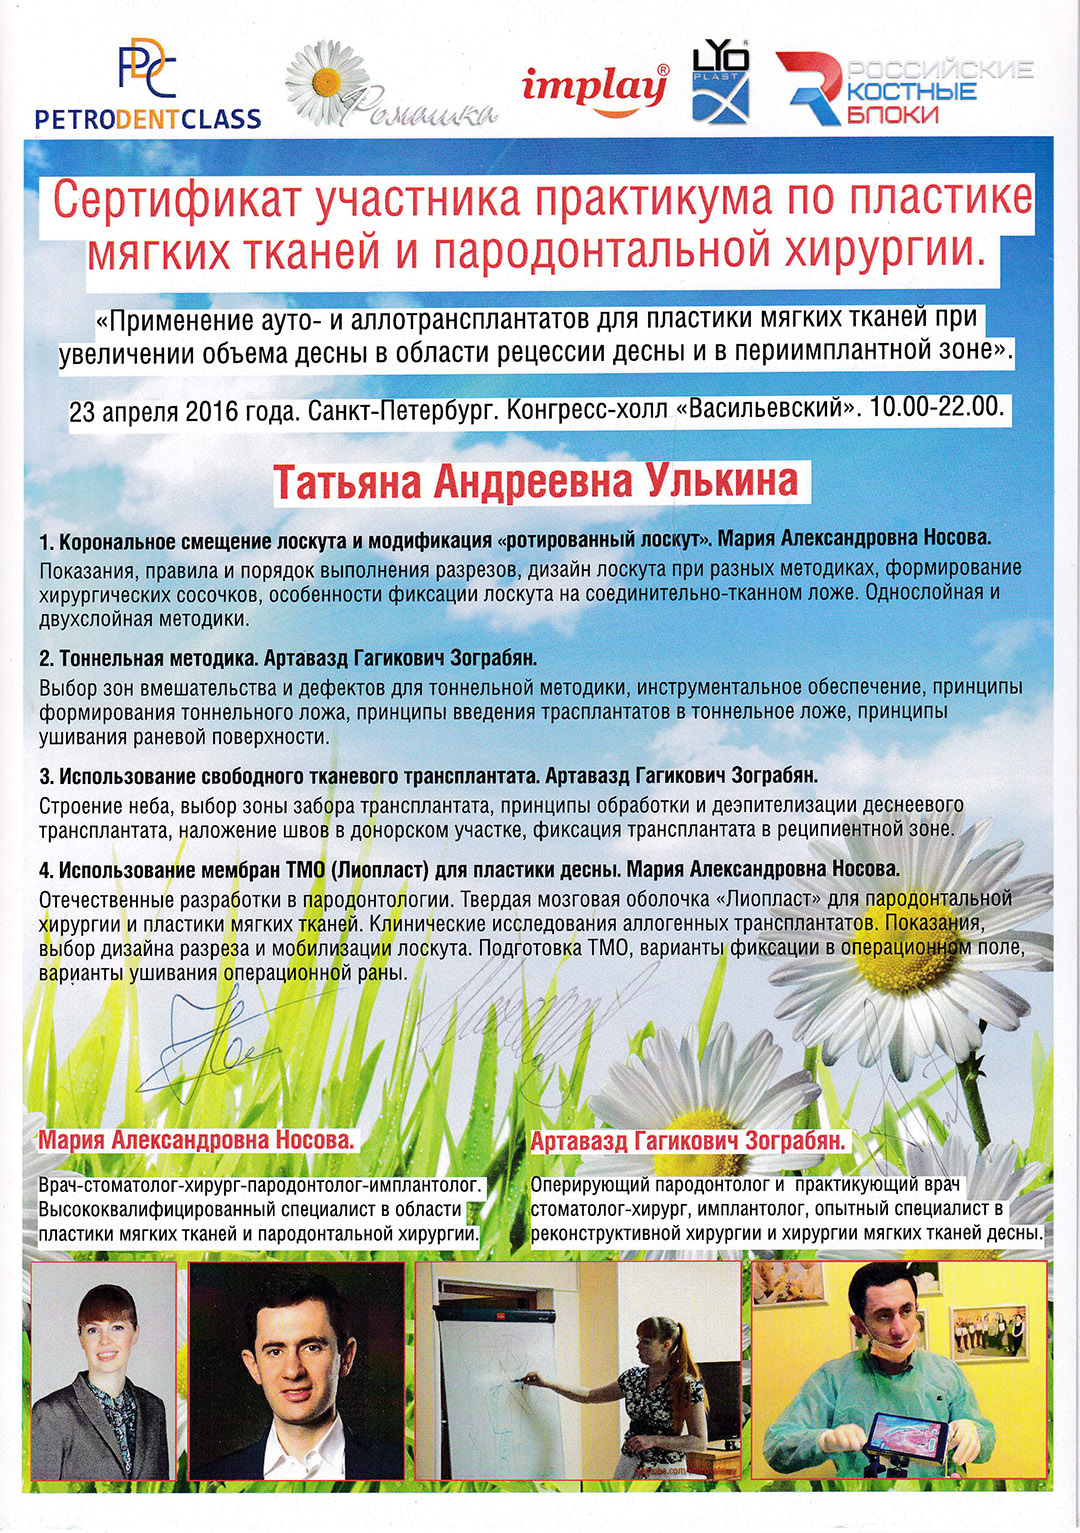 PDC
PETRODENTCLASS
Ромашка
implay®
LYO
PLAST
РОССИЙСКИЕ
КОСТНЫЕ
БЛОКИ
Сертификат участника практикума по пластике
мягких тканей и пародонтальной хирургии.
«Применение ауто- и аллотрансплантатов для пластики мягких тканей при
увеличении объема десны в области рецессии десны и в периимплантной зоне».
23 апреля 2016 года. Санкт-Петербург. Конгресс-холл «Васильевский». 10.00-22.00.
Татьяна Андреевна Улькина
1. Корональное смещение лоскута и модификация «ротированный лоскут». Мария Александровна Носова.
Показания, правила и порядок выполнения разрезов, дизайн лоскута при разных методиках, формирование
хирургических сосочков, особенности фиксации лоскута на соединительно-тканном ложе. Однослойная и
двухслойная методики.
2. Тоннельная методика. Артавазд Гагикович Зограбян.
Выбор зон вмешательства и дефектов для тоннельной методики, инструментальное обеспечение, принципы
формирования тоннельного ложа, принципы введения трасплантатов в тоннельное ложе, принципы
ушивания раневой поверхности.
3. Использование свободного тканевого трансплантата. Артавазд Гагикович Зограбян.
Строение неба, выбор зоны забора трансплантата, принципы обработки и деэпителизации деснеевого
трансплантата, наложение швов в донорском участке, фиксация трансплантата в реципиентной зоне.
4. Использование мембран ТМО (Лиопласт) для пластики десны. Мария Александровна Носова.
Отечественные разработки в пародонтологии. Твердая мозговая оболочка «Лиопласт» для пародонтальной
хирургии и пластики мягких тканей. Клинические исследования аллогенных трансплантатов. Показания,
выбор дизайна разреза и мобилизации лоскута. Подготовка ТМО, варианты фиксации в операционном поле,
варианты ушивания операционной раны.
Мария Александровна Носова.
Врач-стоматолог-хирург-пародонтолог-имплантолог.
Высококвалифицированный специалист в области
пластики мягких тканей и пародонтальной хирургии.
Артавазд Гагикович Зограбян.
Оперирующий пародонтолог и практикующий врач
стоматолог-хирург, имплантолог, опытный специалист в
реконструктивной хирургии и хирургии мягких тканей десны.